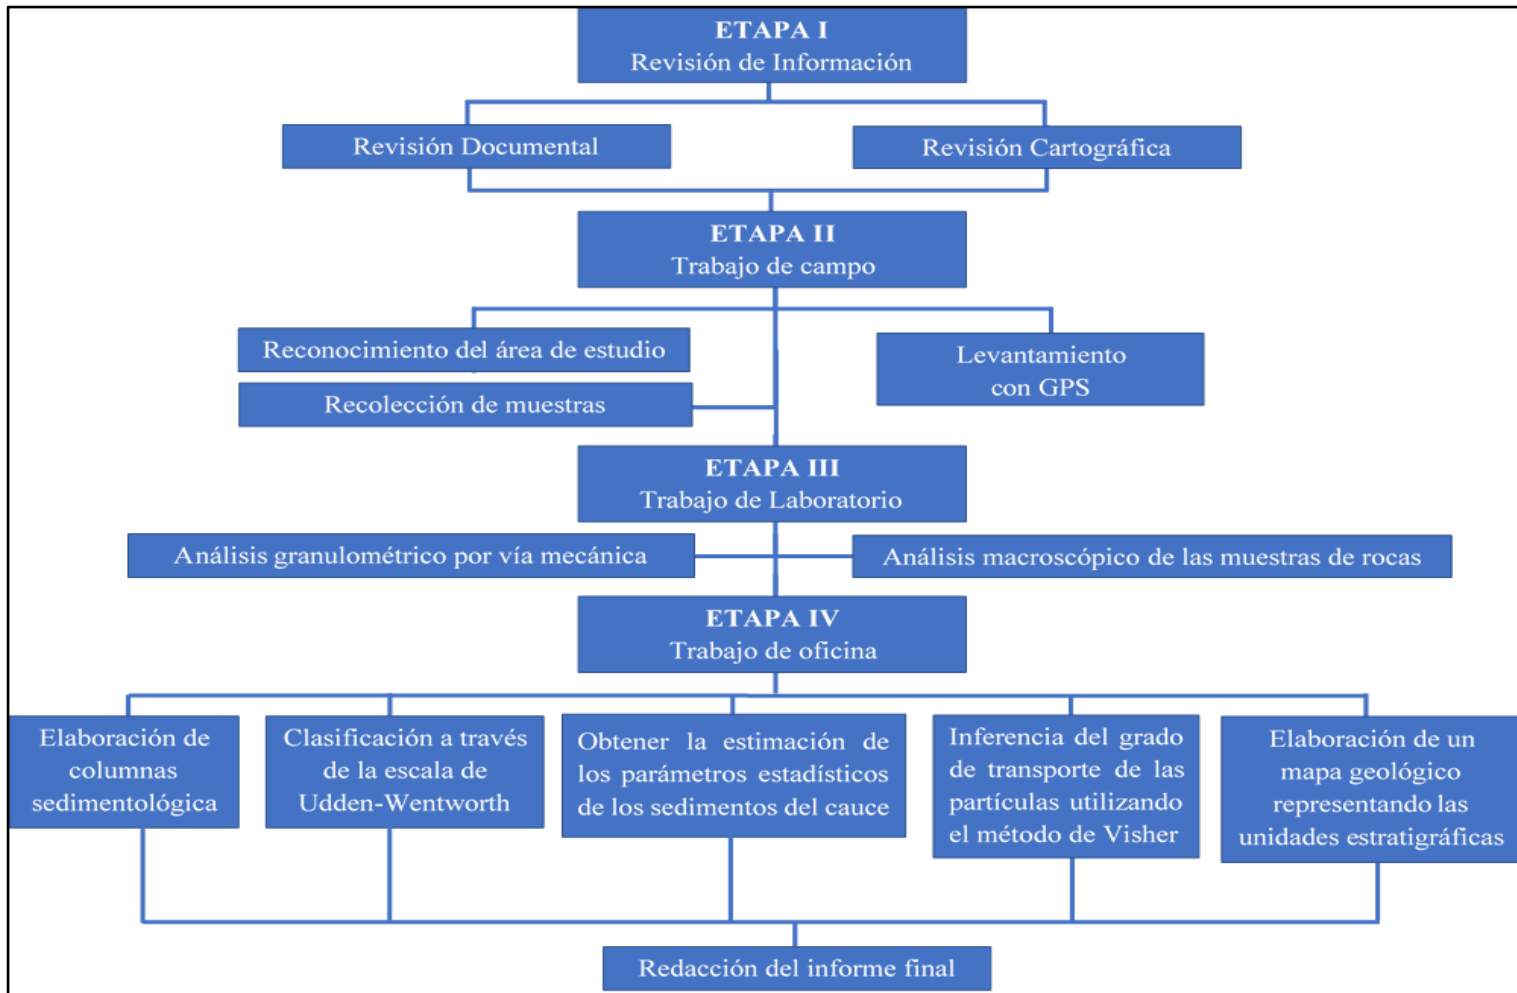 ETAPA I
Revisión de Información
Revisión Documental
Revisión Cartográfica
ETAPA II
Trabajo de campo
Reconocimiento del área de estudio
Levantamiento
con GPS
Recolección de muestras
ETAPA III
Trabajo de Laboratorio
Análisis granulométrico por vía mecánica
Análisis macroscópico de las muestras de rocas
ETAPA IV
Trabajo de oficina
Elaboración de
columnas
sedimentológica
Clasificación a través
de la escala de
Udden-Wentworth
Obtener la estimación de
los parámetros estadísticos
de los sedimentos del cauce
Inferencia del grado
de transporte de las
partículas utilizando
el método de Visher
Elaboración de un
mapa geológico
representando las
unidades estratigráficas
Redacción del informe final